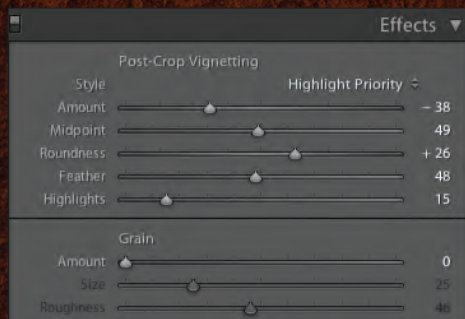 Effects ▼
Post-Crop Vignetting
Style Highlight Priority
Amount – 38
Midpoint 49
Roundness + 26
Feather 48
Highlights 15
Grain
Amount 0
Size 25
Roughness 46